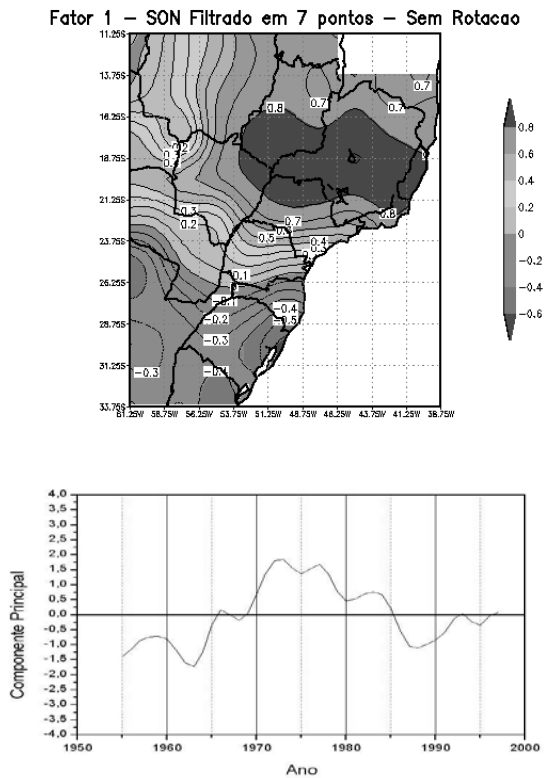 Fator 1 – SON Filtrado em 7 pontos – Sem Rotacao
11.25S
13.75S
16.25S
18.75S
21.25S
23.75S
26.25S
28.75S
31.25S
33.75S
61.25W 58.75W 56.25W 53.75W 51.25W 48.75W 46.25W 43.75W 41.25W 38.75W
0.7
0.7
0.7
0.8
0.2
0.3
0.2
0.8
0.7
0.5
0.4
0.1
-0.4
-0.2
-0.5
-0.3
-0.3
0.8
0.6
0.4
0.2
0
-0.2
-0.4
-0.6
4,0
3,5
3,0
2,5
2,0
1,5
1,0
0,5
0,0
-0,5
-1,0
-1,5
-2,0
-2,5
-3,0
-3,5
-4,0
Componente Principal
1950 1960 1970 1980 1990 2000
Ano